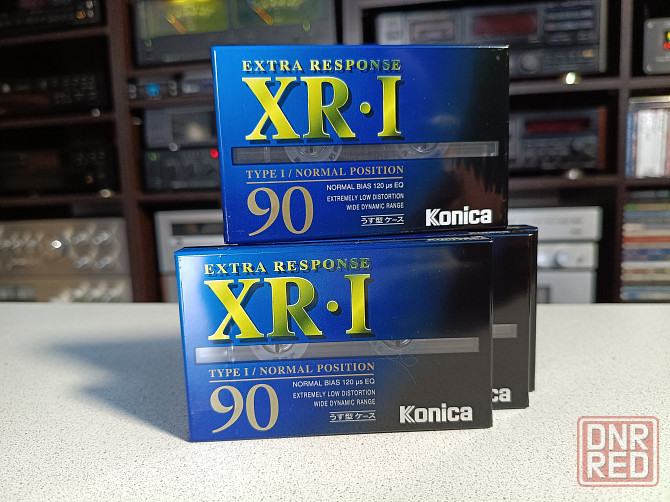 EXTRA RESPONSE
XR·I
TYPE I / NORMAL POSITION
90
NORMAL BIAS 120 μs EQ
EXTREMELY LOW DISTORTION
WIDE DYNAMIC RANGE
うす型 ケース
Konica
EXTRA RESPONSE
XR·I
TYPE I / NORMAL POSITION
90
NORMAL BIAS 120 μs EQ
EXTREMELY LOW DISTORTION
WIDE DYNAMIC RANGE
うす型 ケース
Konica
ca
DNR
RED